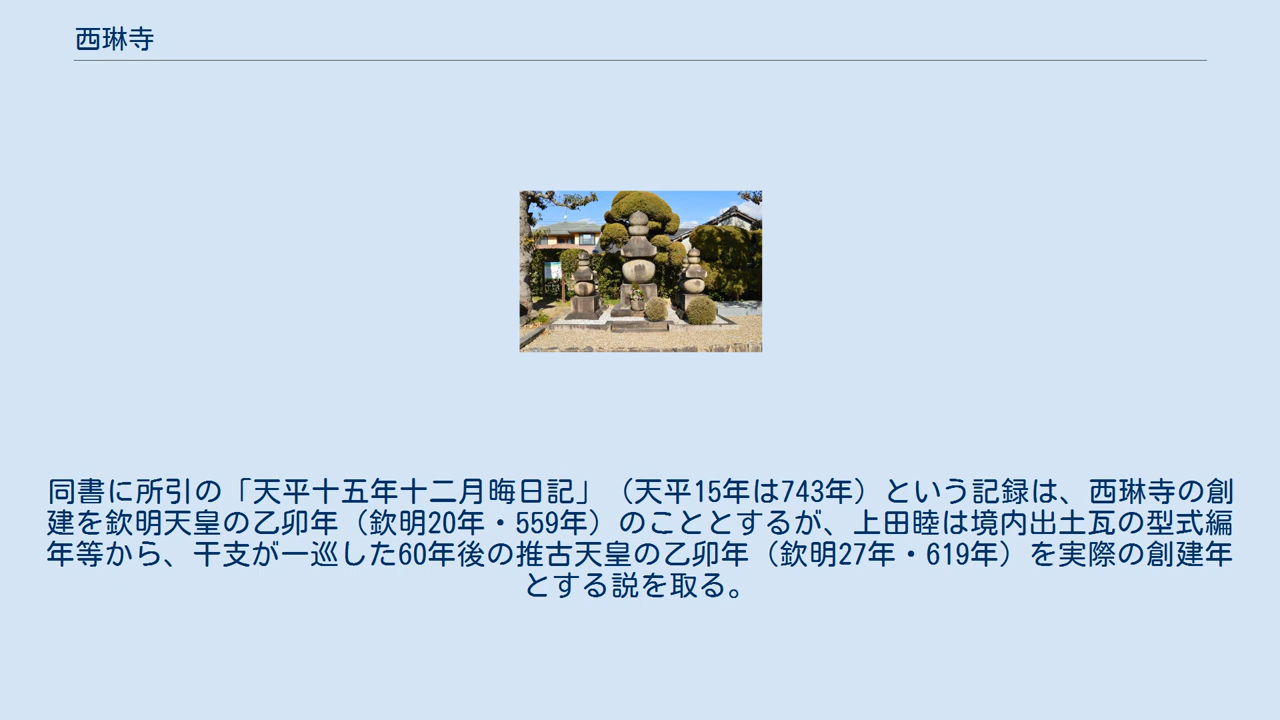 西琳寺
同書に所引の「天平十五年十二月晦日記」（天平15年は743年）という記録は、西琳寺の創
建を欽明天皇の乙卯年（欽明20年・559年）のこととするが、上田睦は境内出土瓦の型式編
年等から、干支が一巡した60年後の推古天皇の乙卯年（欽明27年・619年）を実際の創建年
とする説を取る。